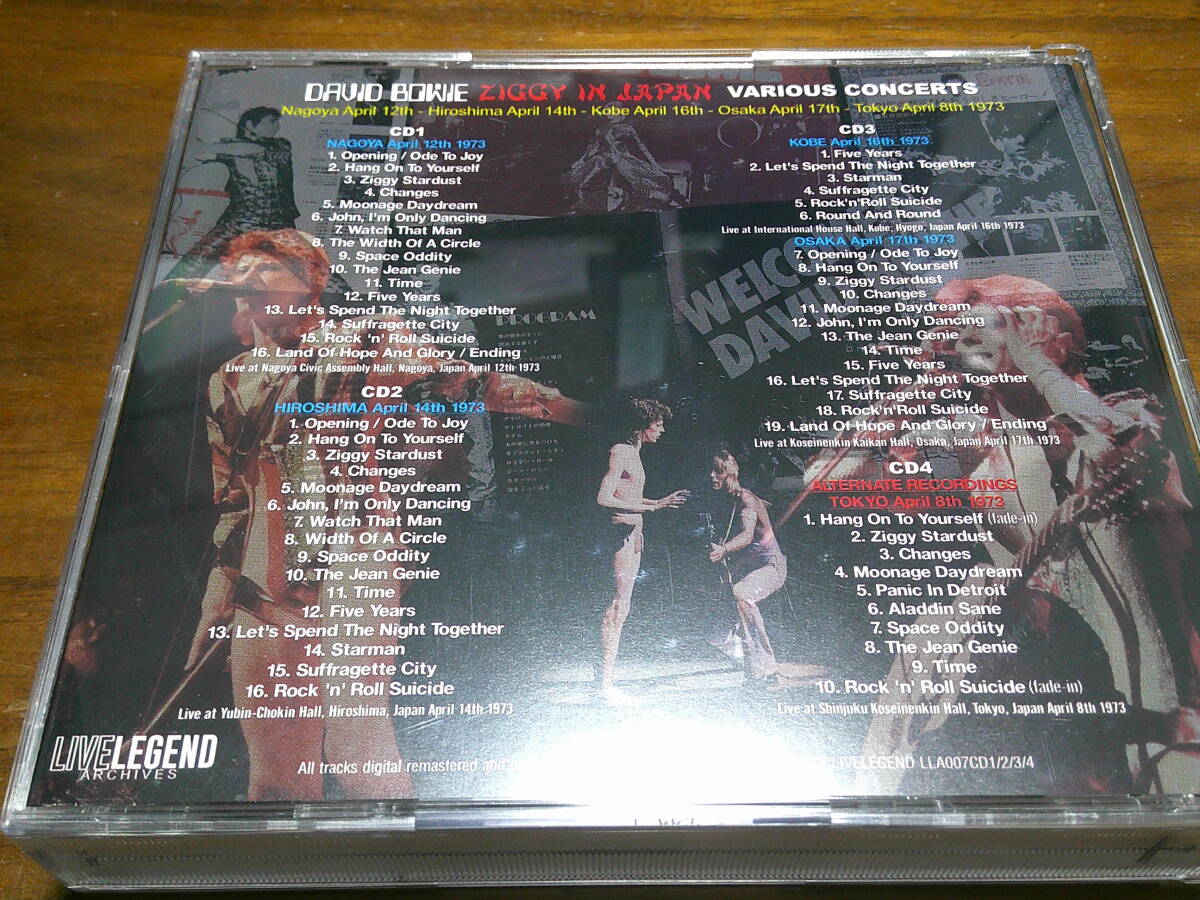 DAVID BOWIE ZIGGY IN JAPAN VARIOUS CONCERTS
Nagoya April 12th - Hiroshima April 14th - Kobe April 16th - Osaka April 17th - Tokyo April 8th 1973
CD1
NAGOYA April 12th 1973
1. Opening / Ode To Joy
2. Hang On To Yourself
3. Ziggy Stardust
4. Changes
5. Moonage Daydream
6. John, I'm Only Dancing
7. Watch That Man
8. The Width Of A Circle
9. Space Oddity
10. The Jean Genie
11. Time
12. Five Years
13. Let's Spend The Night Together
14. Suffragette City
15. Rock 'n' Roll Suicide
16. Land Of Hope And Glory / Ending
Live at Nagoya Civic Assembly Hall, Nagoya, Japan April 12th 1973
CD2
HIROSHIMA April 14th 1973
1. Opening / Ode To Joy
2. Hang On To Yourself
3. Ziggy Stardust
4. Changes
5. Moonage Daydream
6. John, I'm Only Dancing
7. Watch That Man
8. Width Of A Circle
9. Space Oddity
10. The Jean Genie
11. Time
12. Five Years
13. Let's Spend The Night Together
14. Starman
15. Suffragette City
16. Rock 'n' Roll Suicide
Live at Yubin-Chokin Hall, Hiroshima, Japan April 14th 1973
CD3
KOBE April 16th 1973
1. Five Years
2. Let's Spend The Night Together
3. Starman
4. Suffragette City
5. Rock'n'Roll Suicide
6. Round And Round
Live at International House Hall, Kobe, Hyogo, Japan April 16th 1973
OSAKA April 17th 1973
7. Opening / Ode To Joy
8. Hang On To Yourself
9. Ziggy Stardust
10. Changes
11. Moonage Daydream
12. John, I'm Only Dancing
13. The Jean Genie
14. Time
15. Five Years
16. Let's Spend The Night Together
17. Suffragette City
18. Rock'n'Roll Suicide
19. Land Of Hope And Glory / Ending
Live at Koseinenkin Kaikan Hall, Osaka, Japan April 17th 1973
CD4
ALTERNATE RECORDINGS
TOKYO April 8th 1973
1. Hang On To Yourself (fade-in)
2. Ziggy Stardust
3. Changes
4. Moonage Daydream
5. Panic In Detroit
6. Aladdin Sane
7. Space Oddity
8. The Jean Genie
9. Time
10. Rock 'n' Roll Suicide (fade-in)
Live at Shinjuku Koseinenkin Hall, Tokyo, Japan April 8th 1973
PROGRAM
LIVELEGEND
ARCHIVES
All tracks digital remastered and
LIVELEGEND LLA007CD1/2/3/4